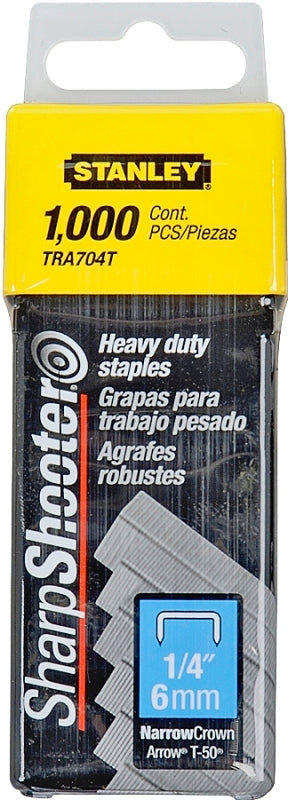 STANLEY®
1,000 Cont.
PCS/Piezas
TRA704T
SharpShooter
Heavy duty
staples
Grapas para
trabajo pesado
Agrafes
robustes
1/4"
6mm
NarrowCrown
Arrow® T-50®